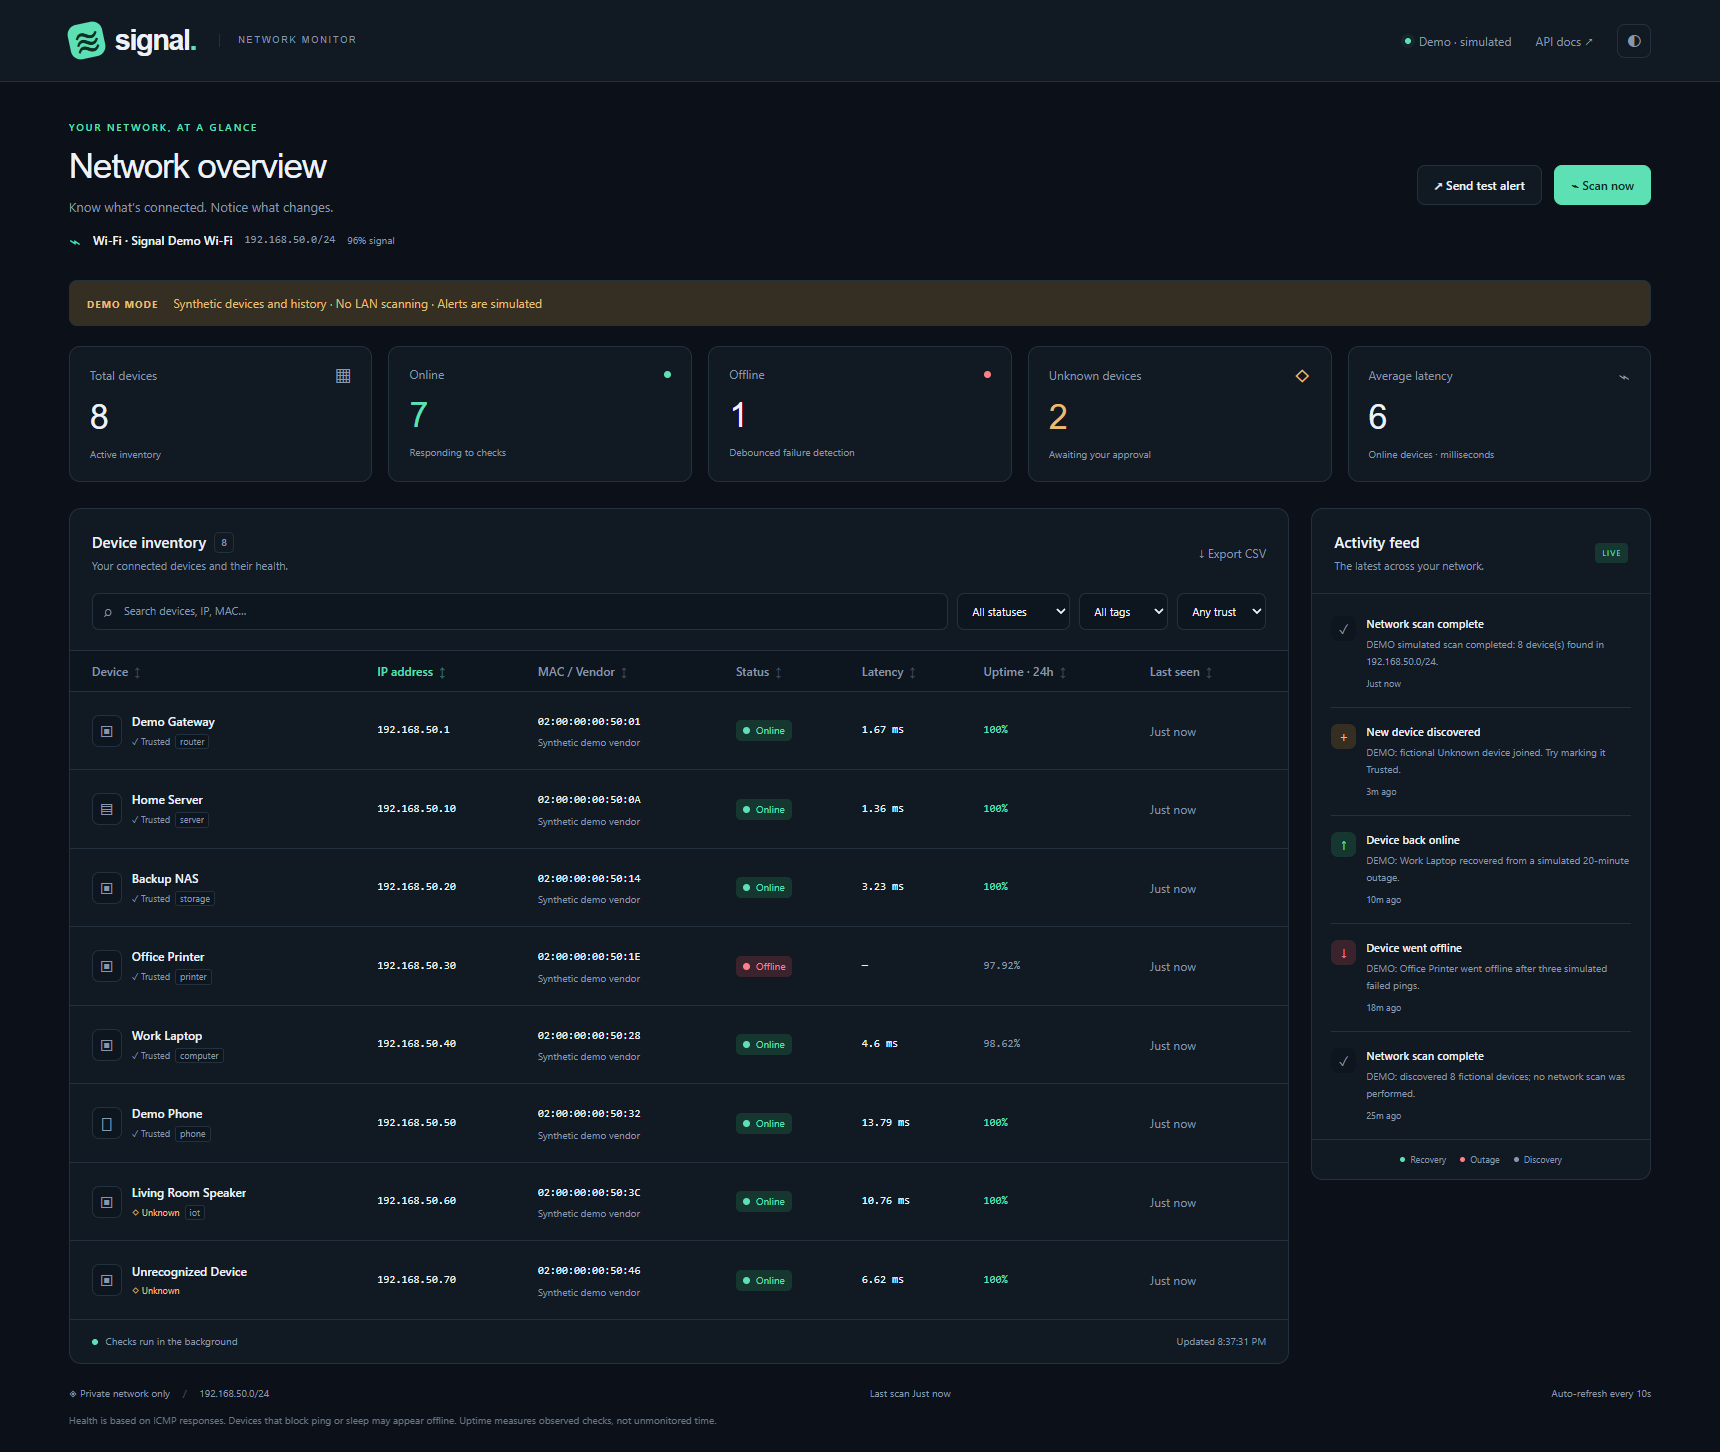 signal.
NETWORK MONITOR
Demo · simulated
API docs ↗
YOUR NETWORK, AT A GLANCE
Network overview
Know what's connected. Notice what changes.
Wi-Fi · Signal Demo Wi-Fi 192.168.50.0/24 96% signal
↗ Send test alert
Scan now
DEMO MODE Synthetic devices and history · No LAN scanning · Alerts are simulated
Total devices
8
Active inventory
Online
7
Responding to checks
Offline
1
Debounced failure detection
Unknown devices
2
Awaiting your approval
Average latency
6
Online devices · milliseconds
Device inventory 8
Your connected devices and their health.
↓ Export CSV
Search devices, IP, MAC...
All statuses
All tags
Any trust
Device ↕ IP address ↕ MAC / Vendor ↕ Status ↕ Latency ↕ Uptime · 24h ↕ Last seen ↕
Demo Gateway
✓ Trusted router
192.168.50.1
02:00:00:00:50:01
Synthetic demo vendor
Online
1.67 ms
100%
Just now
Home Server
✓ Trusted server
192.168.50.10
02:00:00:00:50:0A
Synthetic demo vendor
Online
1.36 ms
100%
Just now
Backup NAS
✓ Trusted storage
192.168.50.20
02:00:00:00:50:14
Synthetic demo vendor
Online
3.23 ms
100%
Just now
Office Printer
✓ Trusted printer
192.168.50.30
02:00:00:00:50:1E
Synthetic demo vendor
Offline
—
97.92%
Just now
Work Laptop
✓ Trusted computer
192.168.50.40
02:00:00:00:50:28
Synthetic demo vendor
Online
4.6 ms
98.62%
Just now
Demo Phone
✓ Trusted phone
192.168.50.50
02:00:00:00:50:32
Synthetic demo vendor
Online
13.79 ms
100%
Just now
Living Room Speaker
◇ Unknown iot
192.168.50.60
02:00:00:00:50:3C
Synthetic demo vendor
Online
10.76 ms
100%
Just now
Unrecognized Device
◇ Unknown
192.168.50.70
02:00:00:00:50:46
Synthetic demo vendor
Online
6.62 ms
100%
Just now
Checks run in the background
Updated 8:37:31 PM
Activity feed
The latest across your network.
LIVE
Network scan complete
DEMO simulated scan completed: 8 device(s) found in
192.168.50.0/24.
Just now
New device discovered
DEMO: fictional Unknown device joined. Try marking it
Trusted.
3m ago
Device back online
DEMO: Work Laptop recovered from a simulated 20-minute
outage.
10m ago
Device went offline
DEMO: Office Printer went offline after three simulated
failed pings.
18m ago
Network scan complete
DEMO: discovered 8 fictional devices; no network scan was
performed.
25m ago
Recovery Outage Discovery
Private network only / 192.168.50.0/24
Last scan Just now
Auto-refresh every 10s
Health is based on ICMP responses. Devices that block ping or sleep may appear offline. Uptime measures observed checks, not unmonitored time.